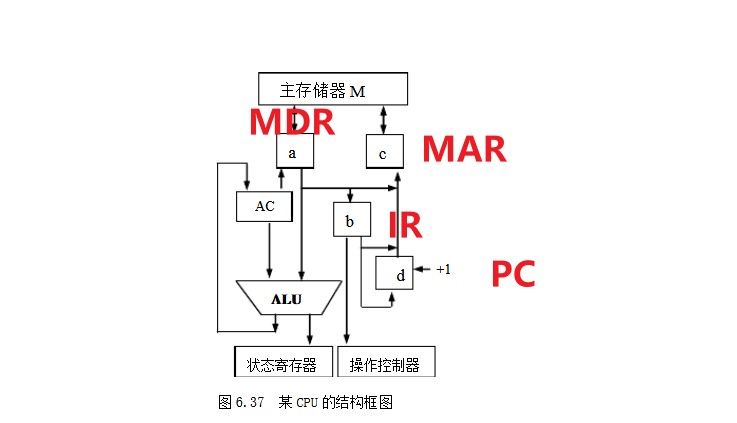 主存储器 M
MDR
a
c
MAR
AC
b
IR
d
+1
PC
ALU
状态寄存器
操作控制器
图 6.37 某 CPU 的结构框图